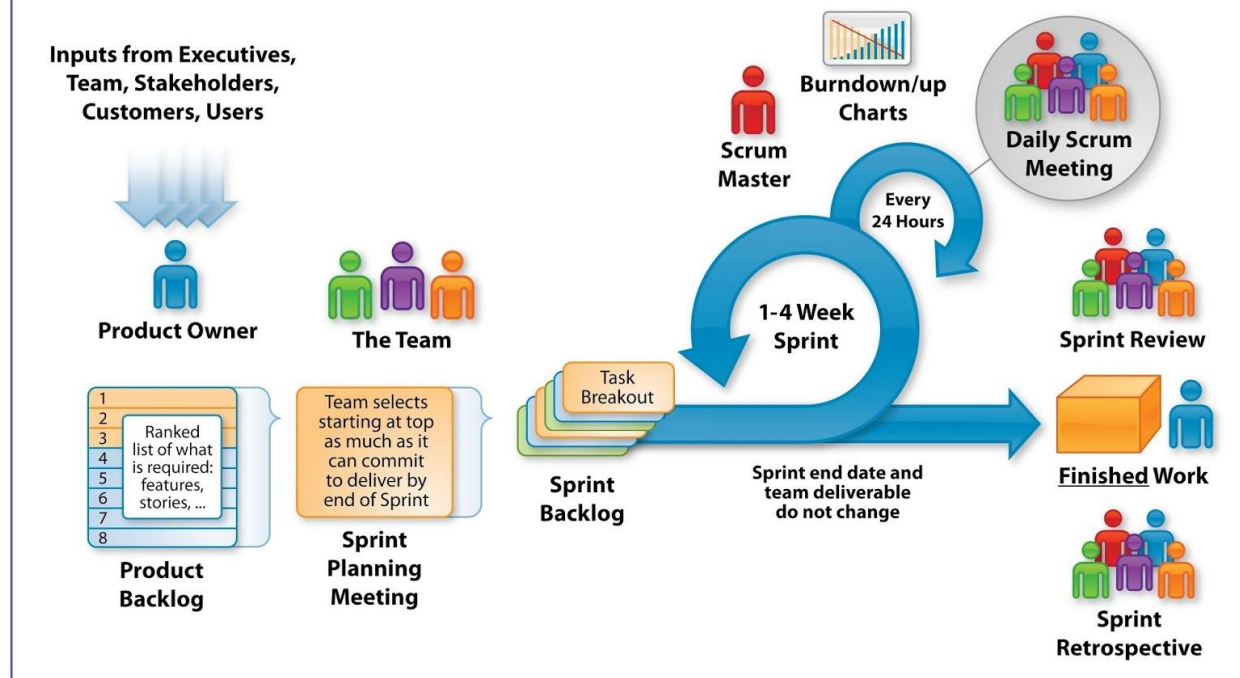 Inputs from Executives,
Team, Stakeholders,
Customers, Users
Product Owner
The Team
1
2
3
4
5
6
7
8
Ranked
list of what
is required:
features,
stories, ...
Product
Backlog
Team selects
starting at top
as much as it
can commit
to deliver by
end of Sprint
Sprint
Planning
Meeting
Task
Breakout
Sprint
Backlog
Scrum
Master
Burndown/up
Charts
1-4 Week
Sprint
Every
24 Hours
Daily Scrum
Meeting
Sprint end date and
team deliverable
do not change
Sprint Review
Finished Work
Sprint
Retrospective